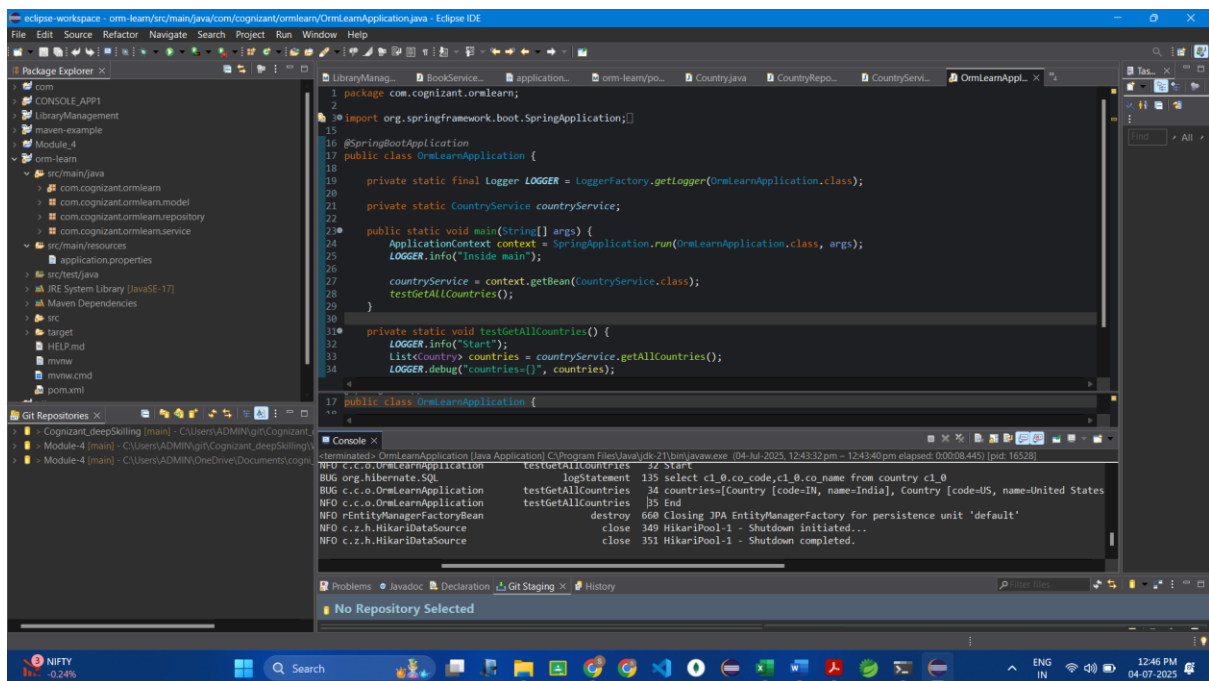 eclipse-workspace - orm-learn/src/main/java/com/cognizant/ormlearn/OrmLearnApplication.java - Eclipse IDE
File Edit Source Refactor Navigate Search Project Run Window Help
Package Explorer
com
CONSOLE_APP1
LibraryManagement
maven-example
Module_4
orm-learn
src/main/java
com.cognizant.ormlearn
com.cognizant.ormlearn.model
com.cognizant.ormlearn.repository
com.cognizant.ormlearn.service
src/main/resources
application.properties
src/test/java
JRE System Library [JavaSE-17]
Maven Dependencies
src
target
HELP.md
mvnw
mvnw.cmd
pom.xml
LibraryManag... BookService... application... orm-learn/po... Country.java CountryRepo... CountryServi... OrmLearnAppl...
1 package com.cognizant.ormlearn;
2
3 import org.springframework.boot.SpringApplication;
15
16 @SpringBootApplication
17 public class OrmLearnApplication {
18
19 private static final Logger LOGGER = LoggerFactory.getLogger(OrmLearnApplication.class);
20
21 private static CountryService countryService;
22
23 public static void main(String[] args) {
24 ApplicationContext context = SpringApplication.run(OrmLearnApplication.class, args);
25 LOGGER.info("Inside main");
26
27 countryService = context.getBean(CountryService.class);
28 testGetAllCountries();
29 }
30
31 private static void testGetAllCountries() {
32 LOGGER.info("Start");
33 List<Country> countries = countryService.getAllCountries();
34 LOGGER.debug("countries={}", countries);
17 public class OrmLearnApplication {
Tas...
Find All
Git Repositories
> Cognizant_deepSkilling [main] - C:\Users\ADMIN\git\Cognizant_
> Module-4 [main] - C:\Users\ADMIN\git\Cognizant_deepSkilling\
> Module-4 [main] - C:\Users\ADMIN\OneDrive\Documents\cogni
Console
<terminated> OrmLearnApplication [Java Application] C:\Program Files\Java\jdk-21\bin\javaw.exe (04-Jul-2025, 12:43:32 pm – 12:43:40 pm elapsed: 0:00:08.445) [pid: 16528]
NFO c.c.o.OrmLearnApplication testGetAllCountries 32 Start
BUG org.hibernate.SQL logStatement 135 select c1_0.co_code,c1_0.co_name from country c1_0
BUG c.c.o.OrmLearnApplication testGetAllCountries 34 countries=[Country [code=IN, name=India], Country [code=US, name=United States
NFO c.c.o.OrmLearnApplication testGetAllCountries 35 End
NFO rEntityManagerFactoryBean destroy 660 Closing JPA EntityManagerFactory for persistence unit 'default'
NFO c.z.h.HikariDataSource close 349 HikariPool-1 - Shutdown initiated...
NFO c.z.h.HikariDataSource close 351 HikariPool-1 - Shutdown completed.
Problems Javadoc Declaration Git Staging History
Filter files
No Repository Selected
3
NIFTY
-0.24%
Search
ENG
IN
12:46 PM
04-07-2025